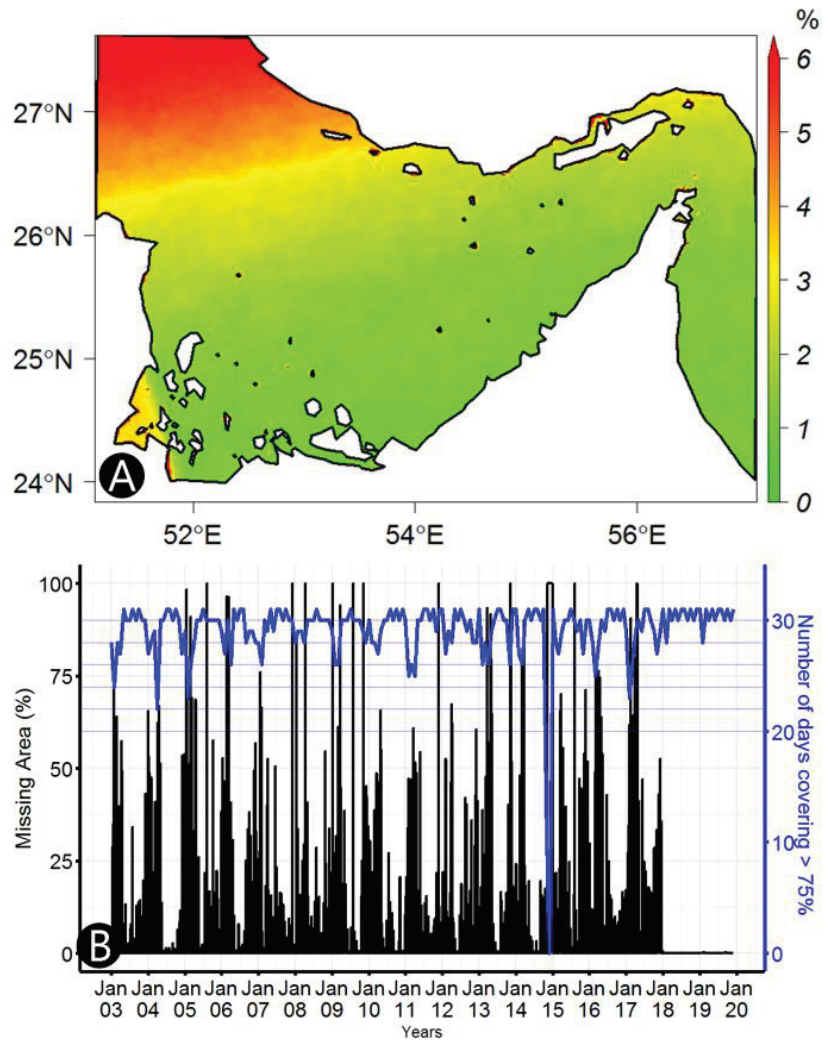 %
6
27°N
5
4
26°N
3
25°N
2
1
A
24°N
0
52°E 54°E 56°E
100
30
75
20
50
10
25
B 0 0
Missing Area (%)
Number of days covering > 75%
Jan Jan Jan Jan Jan Jan Jan Jan Jan Jan Jan Jan Jan Jan Jan Jan Jan Jan
03 04 05 06 07 08 09 10 11 12 13 14 15 16 17 18 19 20
Years